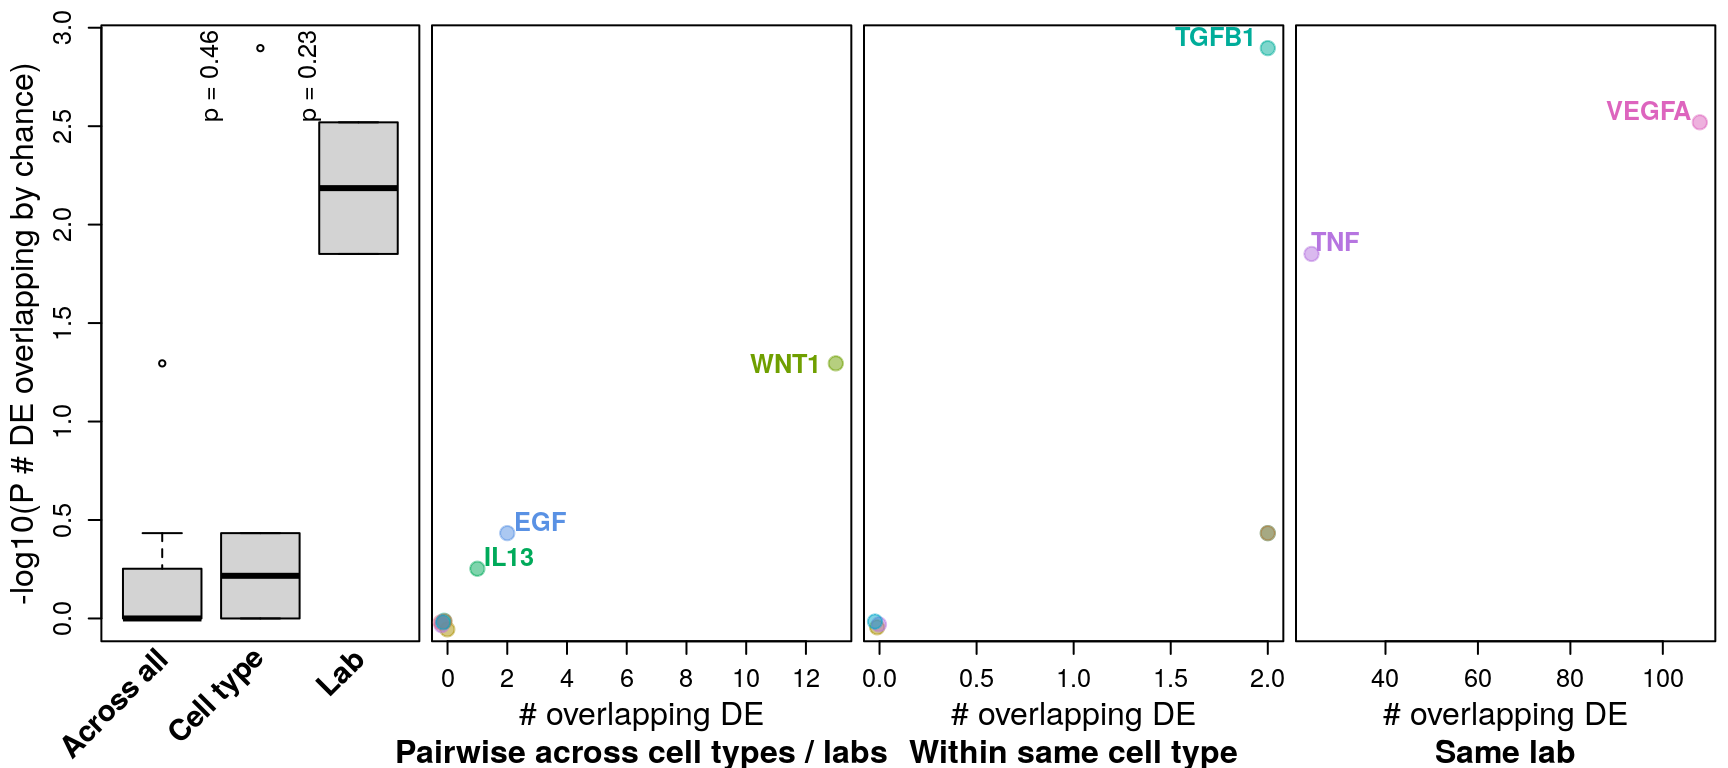 -log10(P # DE overlapping by chance)
3.0
2.5
2.0
1.5
1.0
0.5
0.0
p = 0.46
p = 0.23
Across all
Cell type
Lab
WNT1
EGF
IL13
0 2 4 6 8 10 12
# overlapping DE
Pairwise across cell types / labs
TGFB1
0.0 0.5 1.0 1.5 2.0
# overlapping DE
Within same cell type
VEGFA
TNF
40 60 80 100
# overlapping DE
Same lab